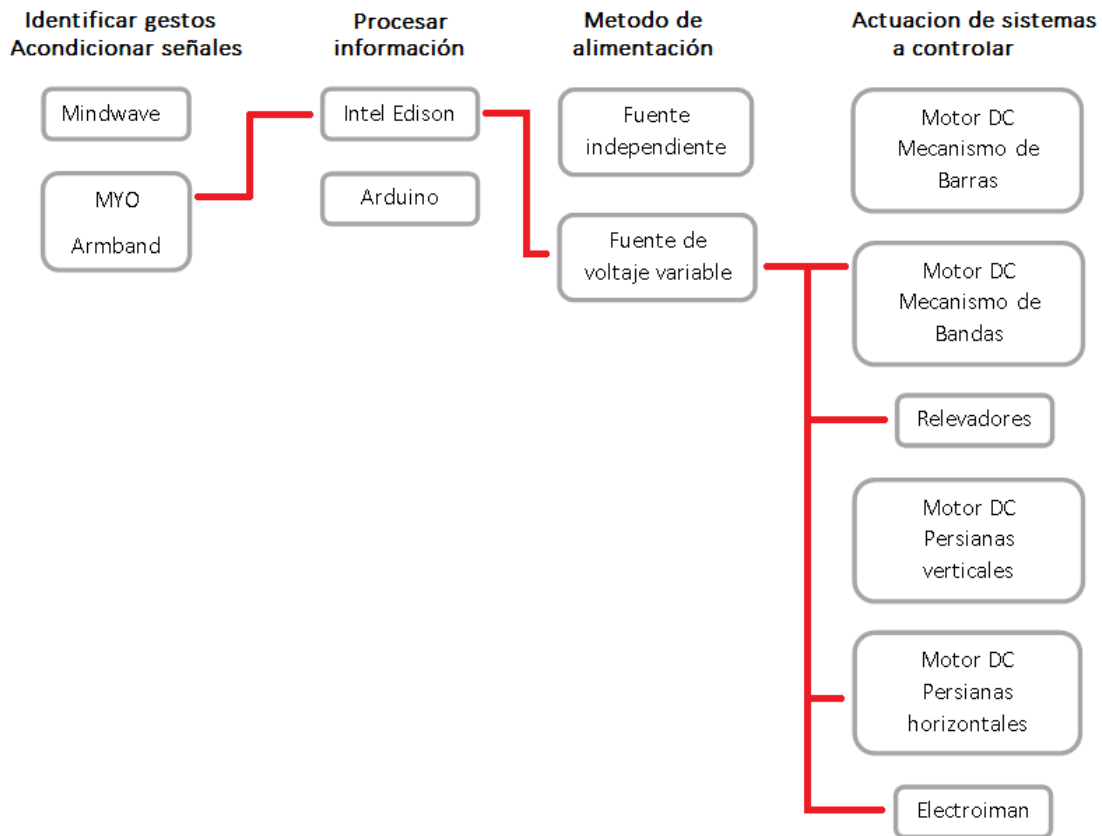 Identificar gestos
Acondicionar señales
Procesar
información
Metodo de
alimentación
Actuacion de sistemas
a controlar
Mindwave
MYO
Armband
Intel Edison
Arduino
Fuente
independiente
Fuente de
voltaje variable
Motor DC
Mecanismo de
Barras
Motor DC
Mecanismo de
Bandas
Relevadores
Motor DC
Persianas
verticales
Motor DC
Persianas
horizontales
Electroiman